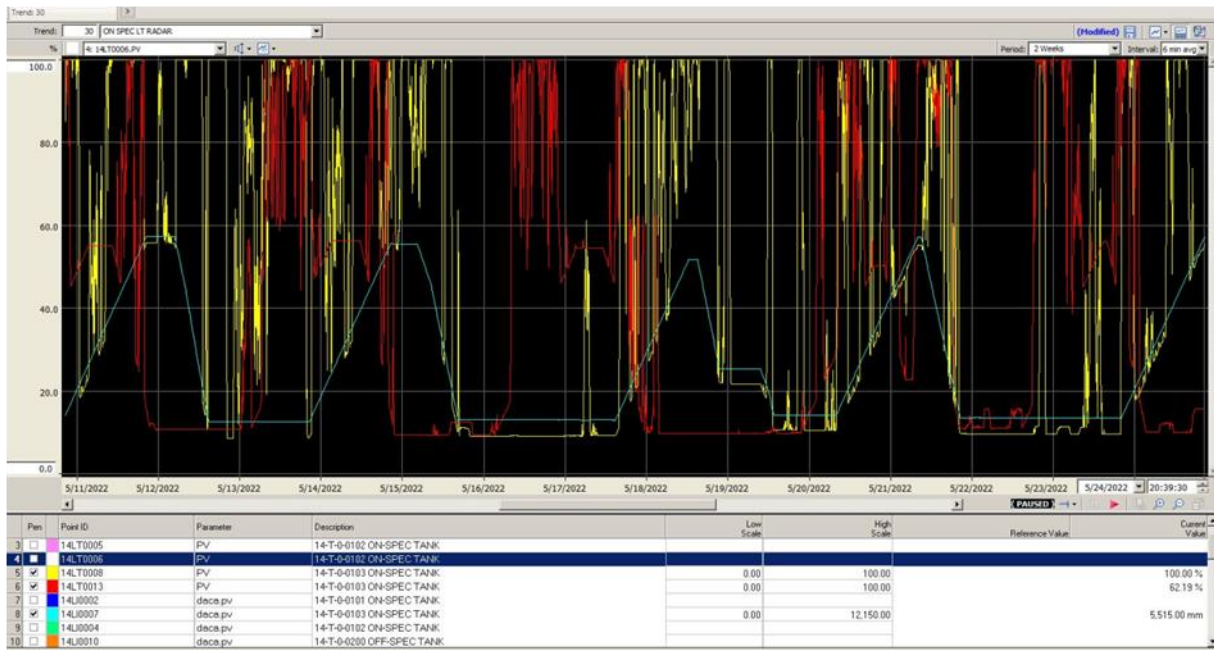 Trend: 30
Trend: 30 ON SPEC LT RADAR (Modified)
% 4: 14LT0006.PV Period: 2 Weeks Interval: 6 min avg
100.0
80.0
60.0
40.0
20.0
0.0
5/11/2022 5/12/2022 5/13/2022 5/14/2022 5/15/2022 5/16/2022 5/17/2022 5/18/2022 5/19/2022 5/20/2022 5/21/2022 5/22/2022 5/23/2022 5/24/2022 20:39:30
PAUSED
Pen Point ID Parameter Description Low Scale High Scale Reference Value Current Value
3 14LT0005 PV 14-T-0-0102 ON-SPEC TANK
4 14LT0006 PV 14-T-0-0102 ON-SPEC TANK
5 14LT0008 PV 14-T-0-0103 ON-SPEC TANK 0.00 100.00 100.00 %
6 14LT0013 PV 14-T-0-0103 ON-SPEC TANK 0.00 100.00 62.19 %
7 14LI0002 daca.pv 14-T-0-0101 ON-SPEC TANK
8 14LI0007 daca.pv 14-T-0-0103 ON-SPEC TANK 0.00 12,150.00 5,515.00 mm
9 14LI0004 daca.pv 14-T-0-0102 ON-SPEC TANK
10 14LI0010 daca.pv 14-T-0-0200 OFF-SPEC TANK